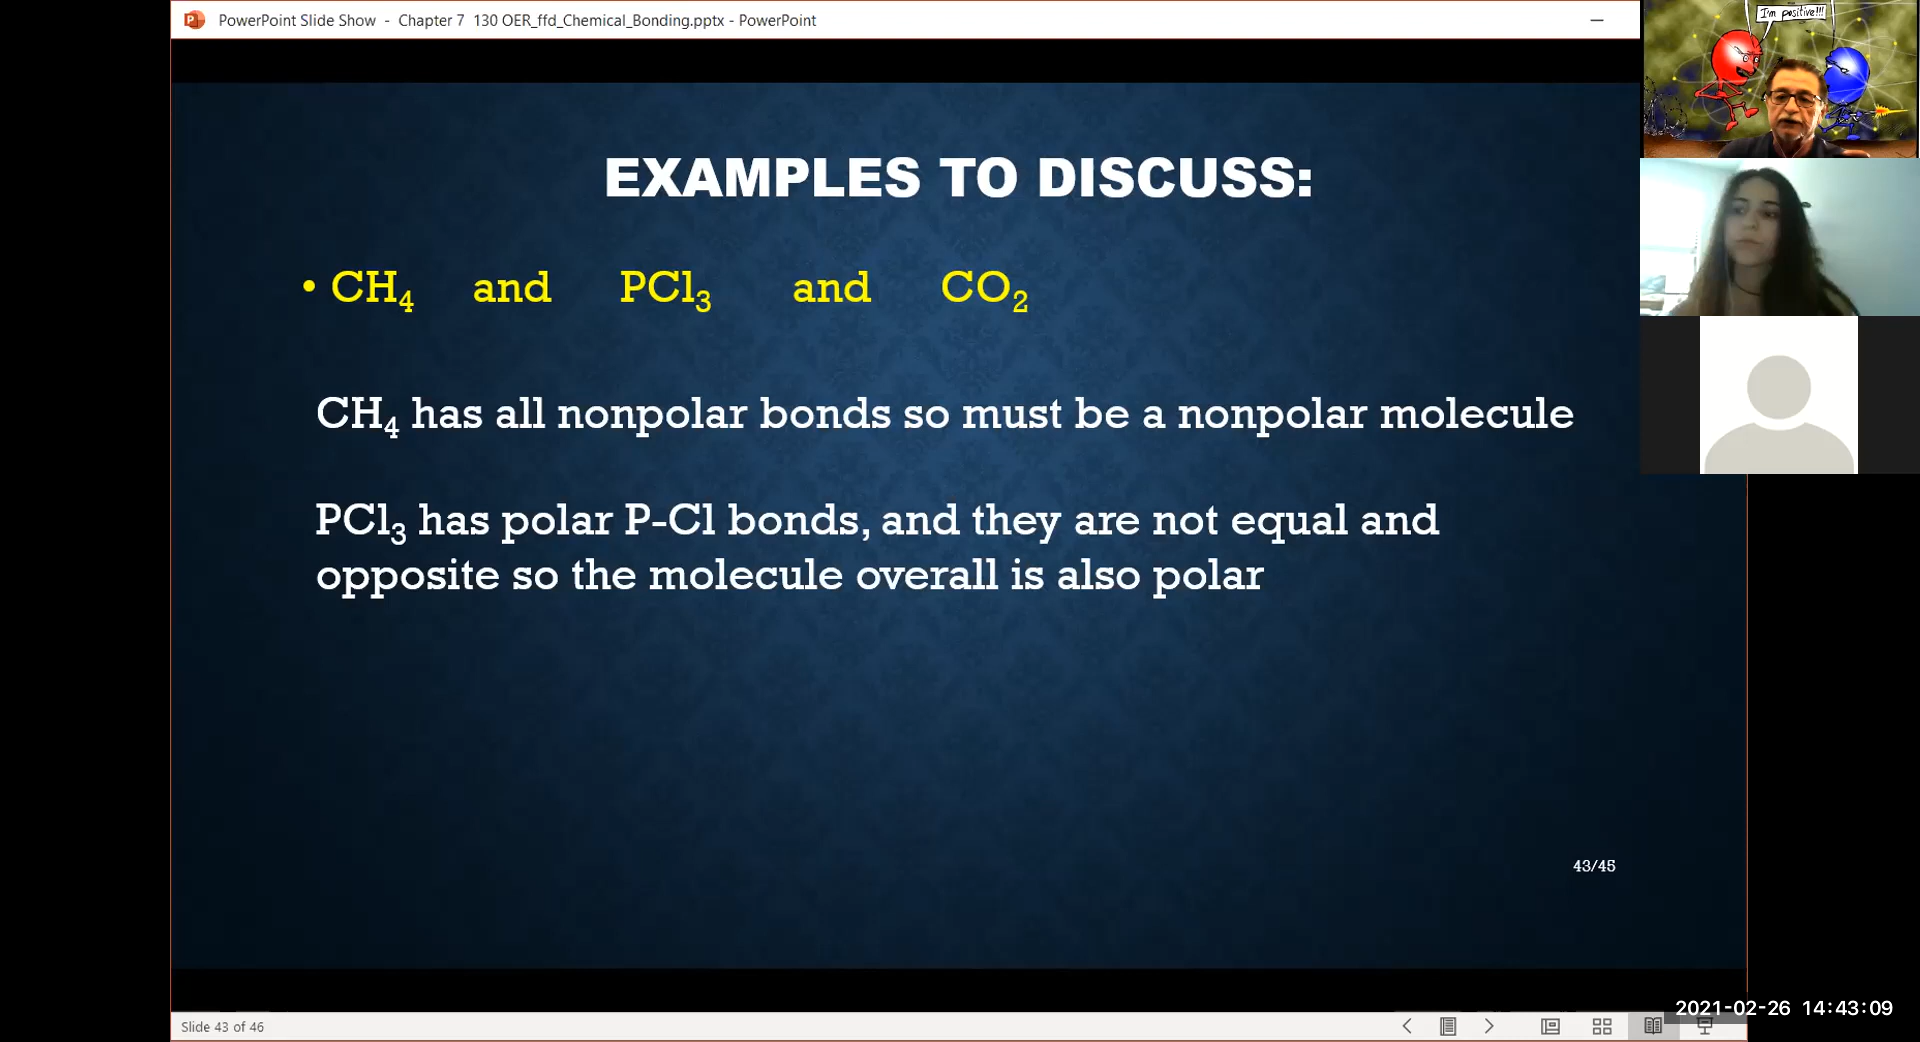 PowerPoint Slide Show - Chapter 7 130 OER_ffd_Chemical_Bonding.pptx - PowerPoint
I'm positive!!!
EXAMPLES TO DISCUSS:
• CH₄ and PCl₃ and CO₂
CH₄ has all nonpolar bonds so must be a nonpolar molecule
PCl₃ has polar P-Cl bonds, and they are not equal and
opposite so the molecule overall is also polar
43/45
2021-02-26 14:43:09
Slide 43 of 46